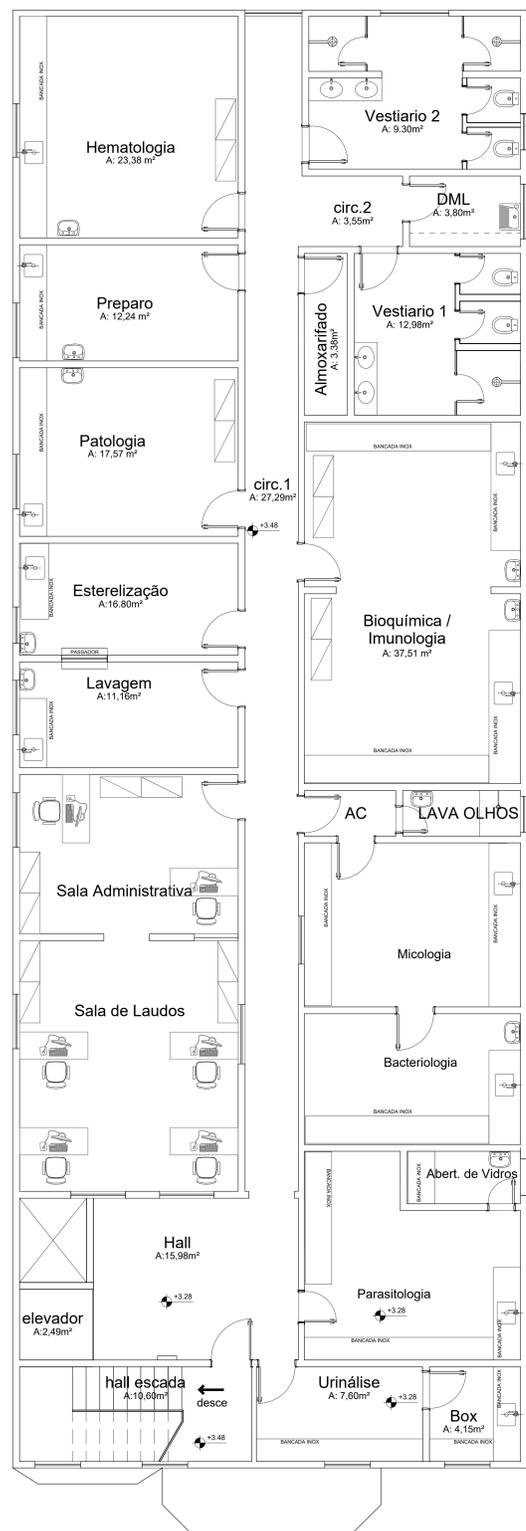 BANCADA INOX
Hematologia
A: 23,38 m²
Vestiario 2
A: 9.30m²
circ.2
A: 3,55m²
DML
A: 3,80m²
BANCADA INOX
Preparo
A: 12,24 m²
Almoxarifado
A: 3.38m²
Vestiario 1
A: 12,98m²
BANCADA INOX
Patologia
A: 17,57 m²
circ.1
A: 27,29m²
+3.48
BANCADA INOX
BANCADA INOX
BANCADA INOX
Esterelização
A:16.80m²
PASSADOR
Bioquímica /
Imunologia
A: 37,51 m²
BANCADA INOX
BANCADA INOX
Lavagem
A:11,16m²
BANCADA INOX
AC
LAVA OLHOS
Sala Administrativa
BANCADA INOX
BANCADA INOX
Micologia
Sala de Laudos
Bacteriologia
BANCADA INOX
BANCADA INOX
BANCADA INOX
Abert. de Vidros
Hall
A:15,98m²
+3.28
elevador
A:2,49m²
Parasitologia
+3.28
BANCADA INOX
BANCADA INOX
hall escada
A:10,60m²
desce
+3.48
Urinálise
A: 7,60m²
+3.28
BANCADA INOX
Box
A: 4,15m²
BANCADA INOX
BANCADA INOX